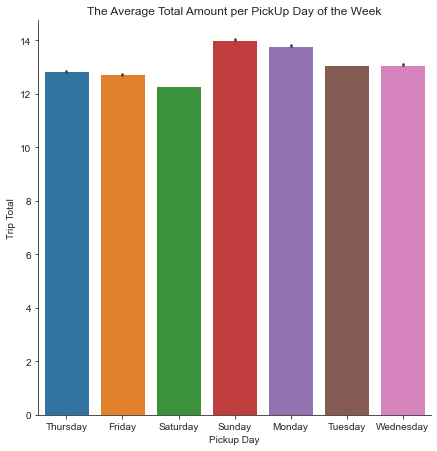 The Average Total Amount per PickUp Day of the Week
14
12
10
8
6
4
2
0
Trip Total
Thursday Friday Saturday Sunday Monday Tuesday Wednesday
Pickup Day